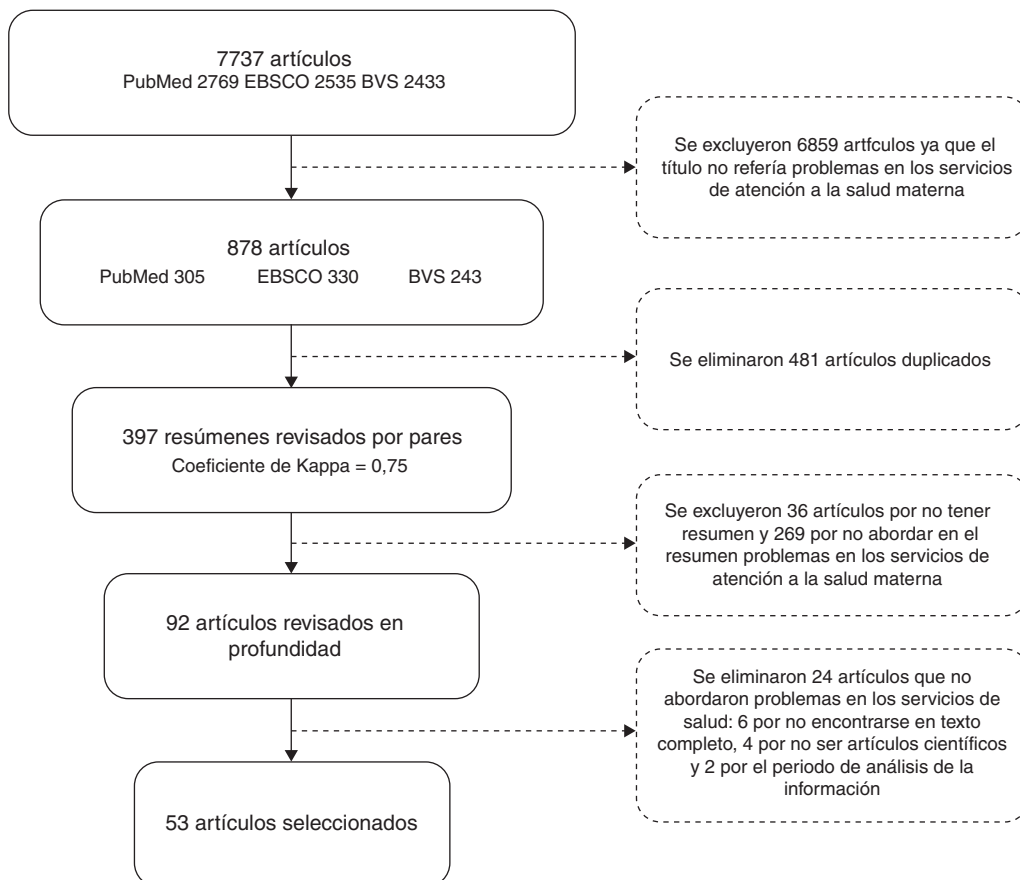 7737 artículos
PubMed 2769 EBSCO 2535 BVS 2433
Se excluyeron 6859 artfculos ya que el
título no refería problemas en los servicios
de atención a la salud materna
878 artículos
PubMed 305 EBSCO 330 BVS 243
Se eliminaron 481 artículos duplicados
397 resúmenes revisados por pares
Coeficiente de Kappa = 0,75
Se excluyeron 36 artículos por no tener
resumen y 269 por no abordar en el
resumen problemas en los servicios de
atención a la salud materna
92 artículos revisados en
profundidad
Se eliminaron 24 artículos que no
abordaron problemas en los servicios de
salud: 6 por no encontrarse en texto
completo, 4 por no ser artículos científicos
y 2 por el periodo de análisis de la
información
53 artículos seleccionados